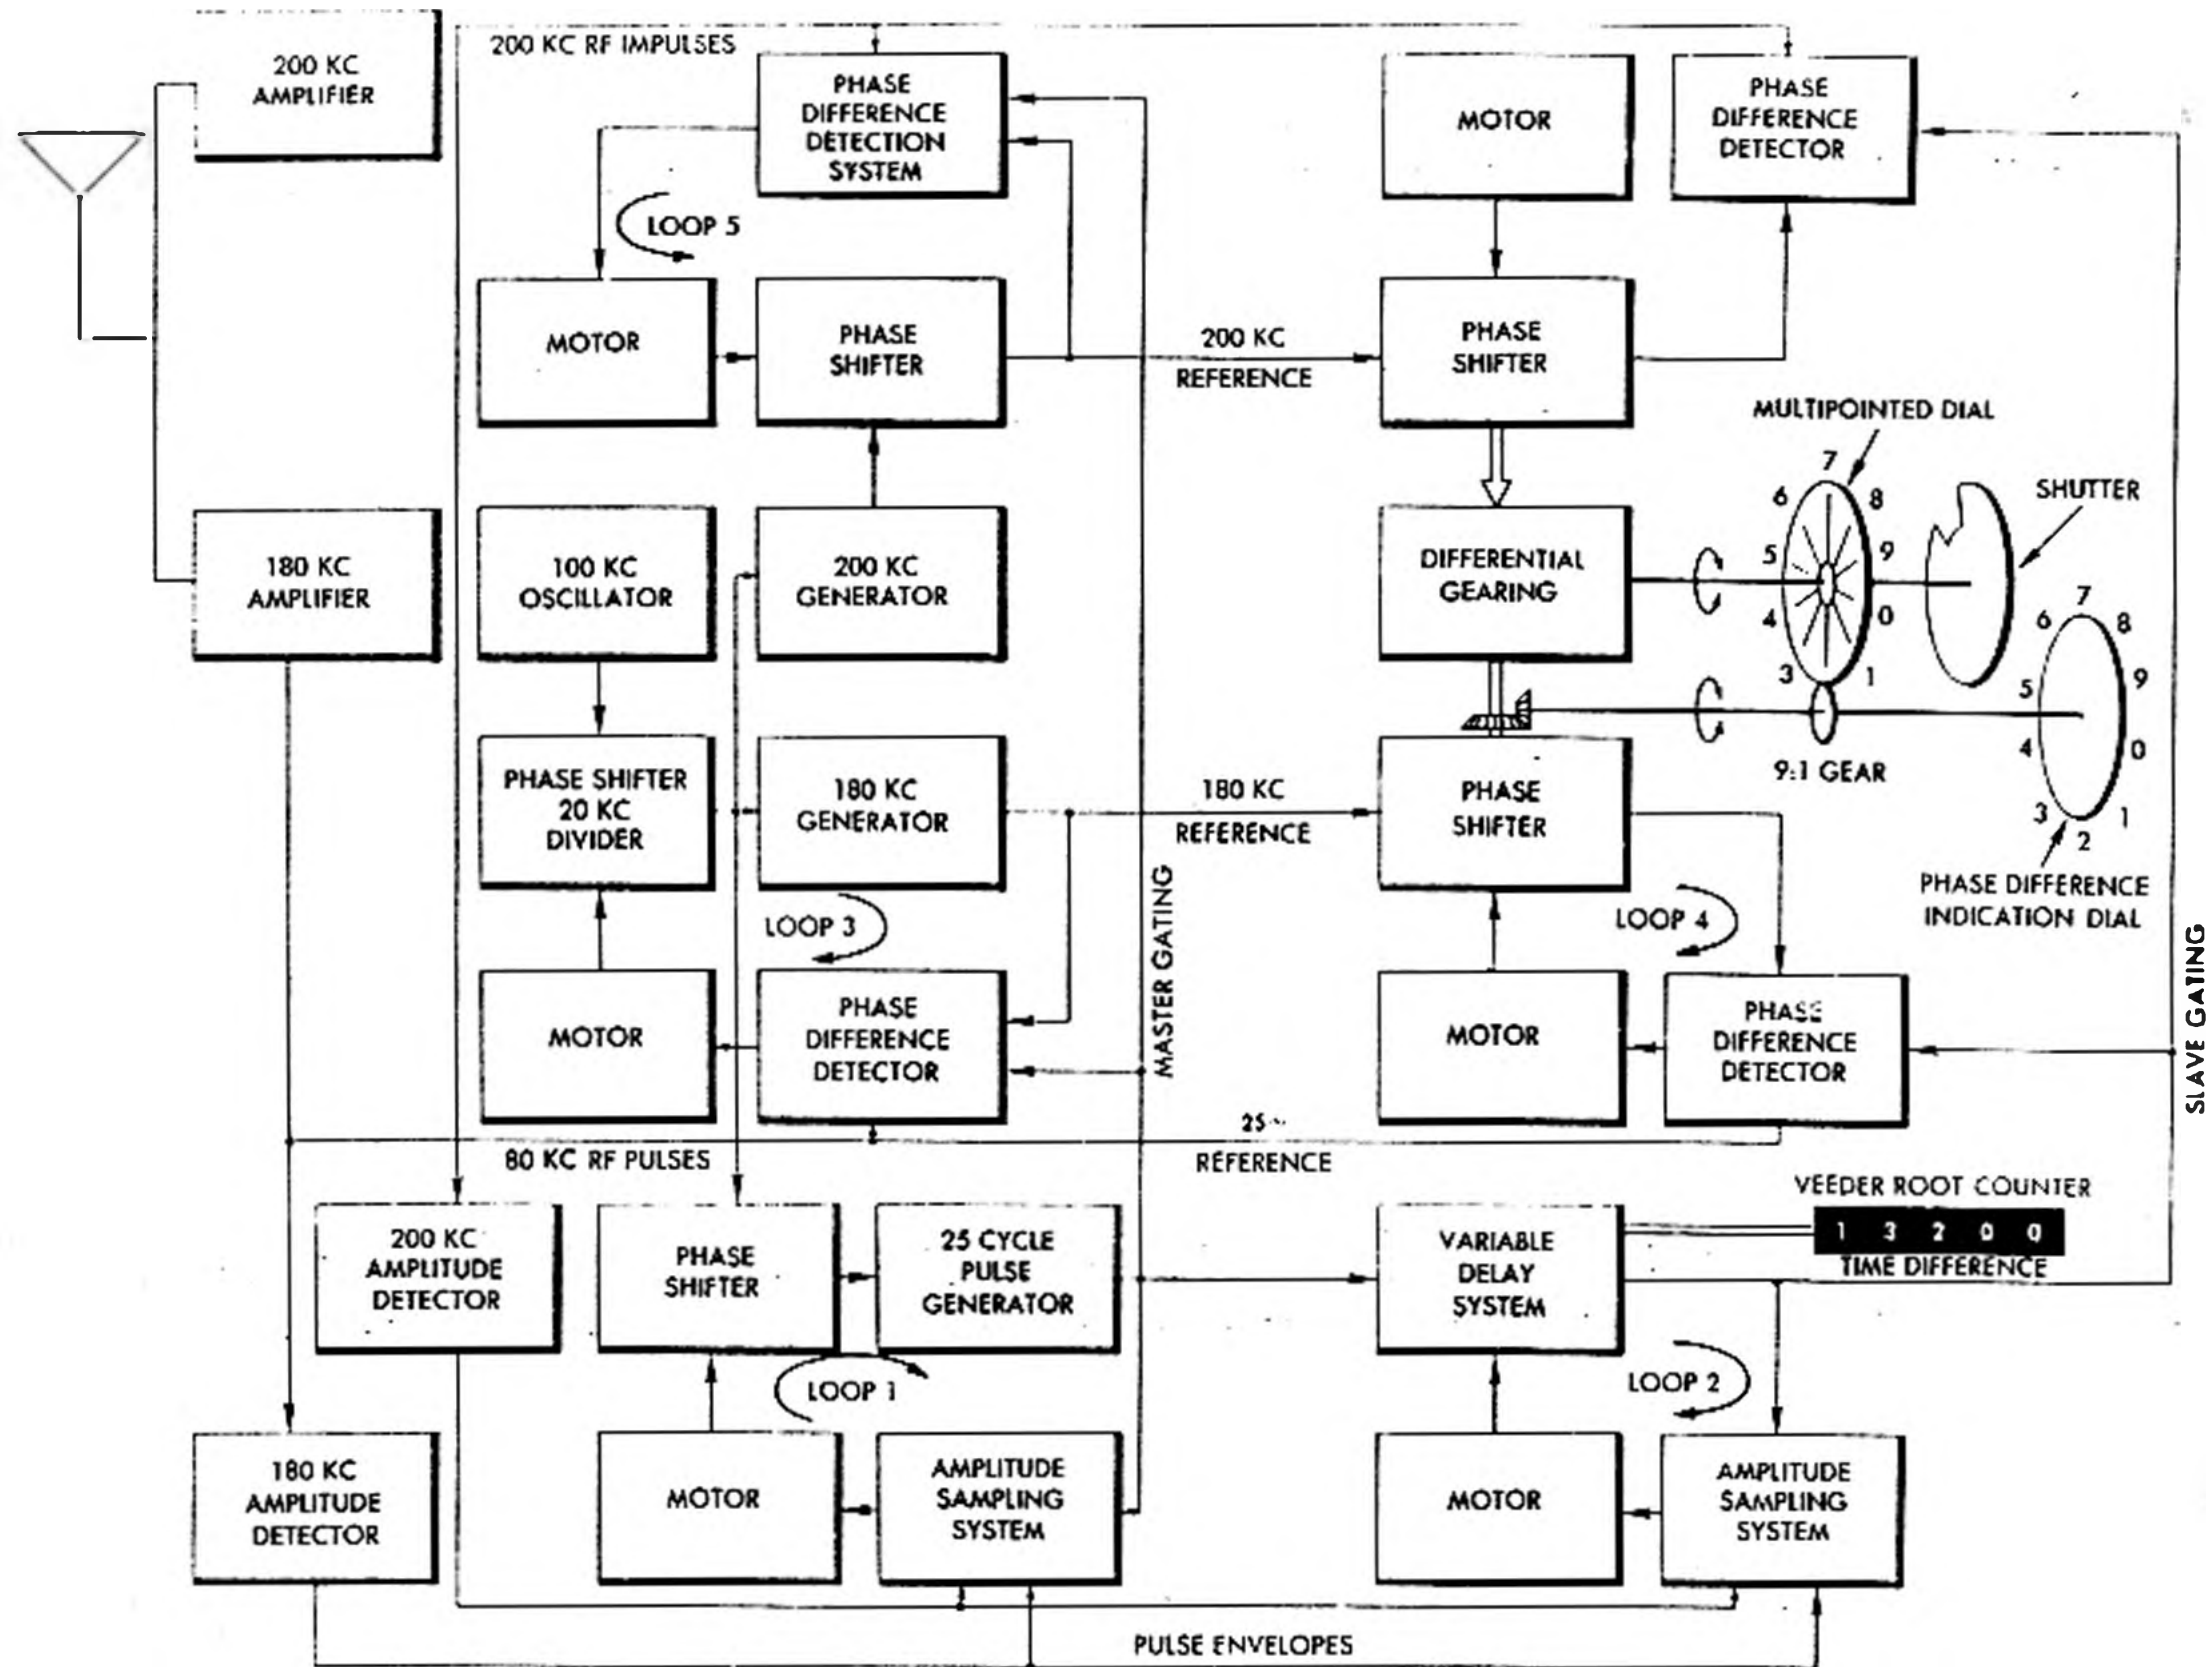 200 KC
AMPLIFIER
200 KC RF IMPULSES
PHASE
DIFFERENCE
DETECTION
SYSTEM
MOTOR
PHASE
DIFFERENCE
DETECTOR
LOOP 5
MOTOR
PHASE
SHIFTER
200 KC
REFERENCE
PHASE
SHIFTER
MULTIPOINTED DIAL
7
6 8
5 9
4 0
3 1
SHUTTER
180 KC
AMPLIFIER
100 KC
OSCILLATOR
200 KC
GENERATOR
DIFFERENTIAL
GEARING
7
6 8
5 9
4 0
3 1
2
9:1 GEAR
PHASE DIFFERENCE
INDICATION DIAL
PHASE SHIFTER
20 KC
DIVIDER
180 KC
GENERATOR
180 KC
REFERENCE
PHASE
SHIFTER
LOOP 3
MASTER GATING
LOOP 4
SLAVE GATING
MOTOR
PHASE
DIFFERENCE
DETECTOR
MOTOR
PHASE
DIFFERENCE
DETECTOR
25~
REFERENCE
80 KC RF PULSES
VEEDER ROOT COUNTER
1 3 2 0 0
TIME DIFFERENCE
200 KC
AMPLITUDE
DETECTOR
PHASE
SHIFTER
25 CYCLE
PULSE
GENERATOR
VARIABLE
DELAY
SYSTEM
LOOP 1
LOOP 2
180 KC
AMPLITUDE
DETECTOR
MOTOR
AMPLITUDE
SAMPLING
SYSTEM
MOTOR
AMPLITUDE
SAMPLING
SYSTEM
PULSE ENVELOPES